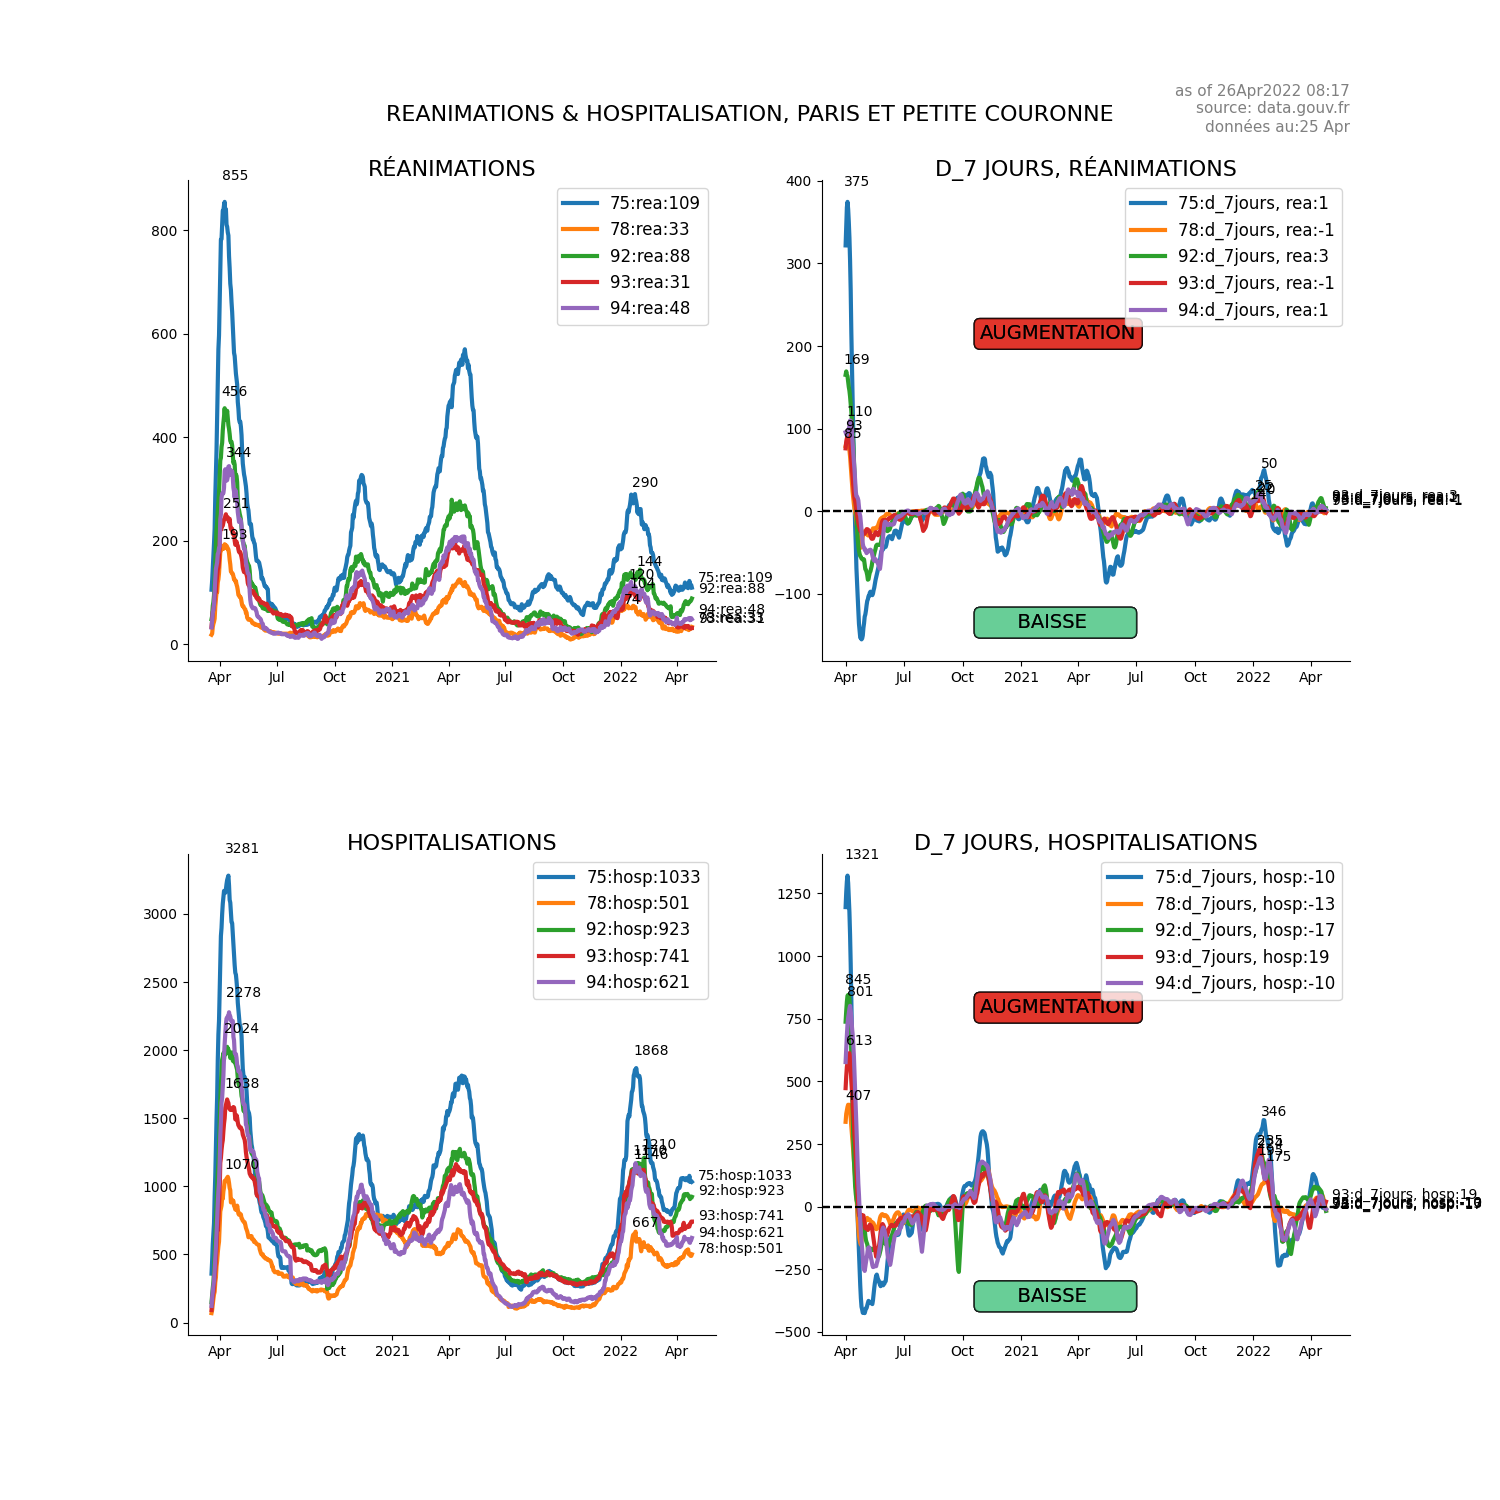 as of 26Apr2022 08:17
source: data.gouv.fr
données au:25 Apr
REANIMATIONS & HOSPITALISATION, PARIS ET PETITE COURONNE
RÉANIMATIONS
855
456
344
251
193
290
144
120
104
74
75:rea:109
78:rea:33
92:rea:88
93:rea:31
94:rea:48
75:rea:109
92:rea:88
94:rea:48
800
600
400
200
0
Apr Jul Oct 2021 Apr Jul Oct 2022 Apr
D_7 JOURS, RÉANIMATIONS
375
169
110
93
85
50
75:d_7jours, rea:1
78:d_7jours, rea:-1
92:d_7jours, rea:3
93:d_7jours, rea:-1
94:d_7jours, rea:1
AUGMENTATION
BAISSE
400
300
200
100
0
−100
Apr Jul Oct 2021 Apr Jul Oct 2022 Apr
HOSPITALISATIONS
3281
2278
2024
1638
1070
1868
1210
1146
667
75:hosp:1033
78:hosp:501
92:hosp:923
93:hosp:741
94:hosp:621
75:hosp:1033
92:hosp:923
93:hosp:741
94:hosp:621
78:hosp:501
3000
2500
2000
1500
1000
500
0
Apr Jul Oct 2021 Apr Jul Oct 2022 Apr
D_7 JOURS, HOSPITALISATIONS
1321
845
801
613
407
346
175
75:d_7jours, hosp:-10
78:d_7jours, hosp:-13
92:d_7jours, hosp:-17
93:d_7jours, hosp:19
94:d_7jours, hosp:-10
AUGMENTATION
BAISSE
93:d_7jours, hosp:19
1250
1000
750
500
250
0
−250
−500
Apr Jul Oct 2021 Apr Jul Oct 2022 Apr